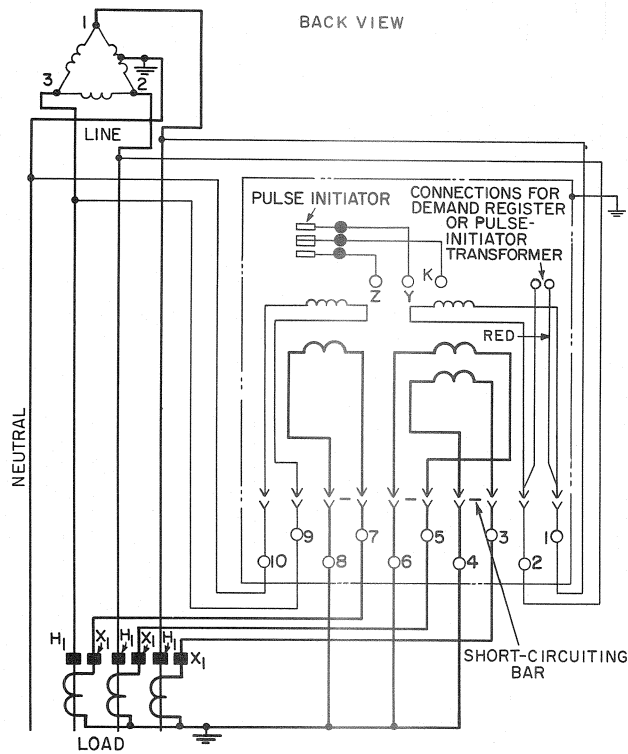 BACK VIEW
1
3
2
LINE
PULSE INITIATOR
CONNECTIONS FOR
DEMAND REGISTER
OR PULSE-
INITIATOR
TRANSFORMER
K
Z
Y
RED
NEUTRAL
10
9
8
7
6
5
4
3
2
1
H1
X1
H1
X1
H1
X1
SHORT-CIRCUITING
BAR
LOAD